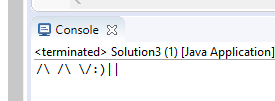 Console
<terminated> Solution3 (1) [Java Application]
/\ /\ \/:)||